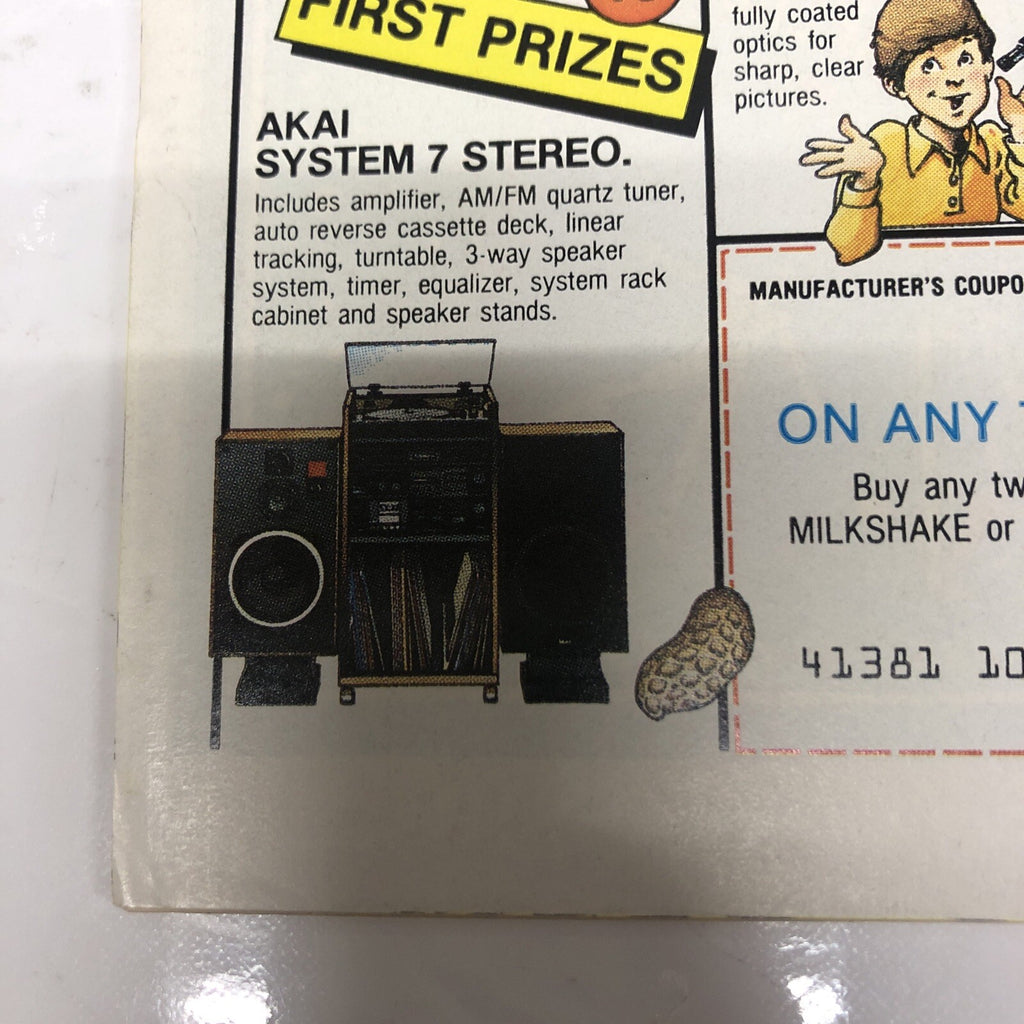 FIRST PRIZES
AKAI
SYSTEM 7 STEREO.
Includes amplifier, AM/FM quartz tuner,
auto reverse cassette deck, linear
tracking, turntable, 3-way speaker
system, timer, equalizer, system rack
cabinet and speaker stands.
fully coated
optics for
sharp, clear
pictures.
MANUFACTURER'S COUPO
ON ANY
Buy any tw
MILKSHAKE or
41381 10